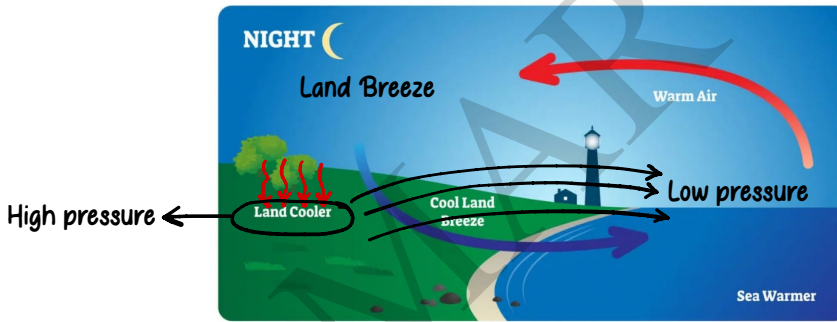 NIGHT
Land Breeze
Warm Air
High pressure
Land Cooler
Cool Land
Breeze
Low pressure
Sea Warmer